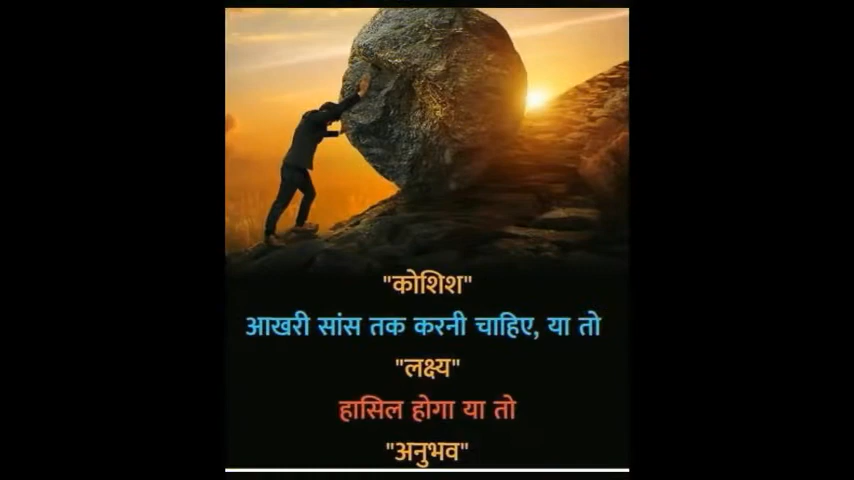 "कोशिश"
आखरी सांस तक करनी चाहिए, या तो
"लक्ष्य"
हासिल होगा या तो
"अनुभव"